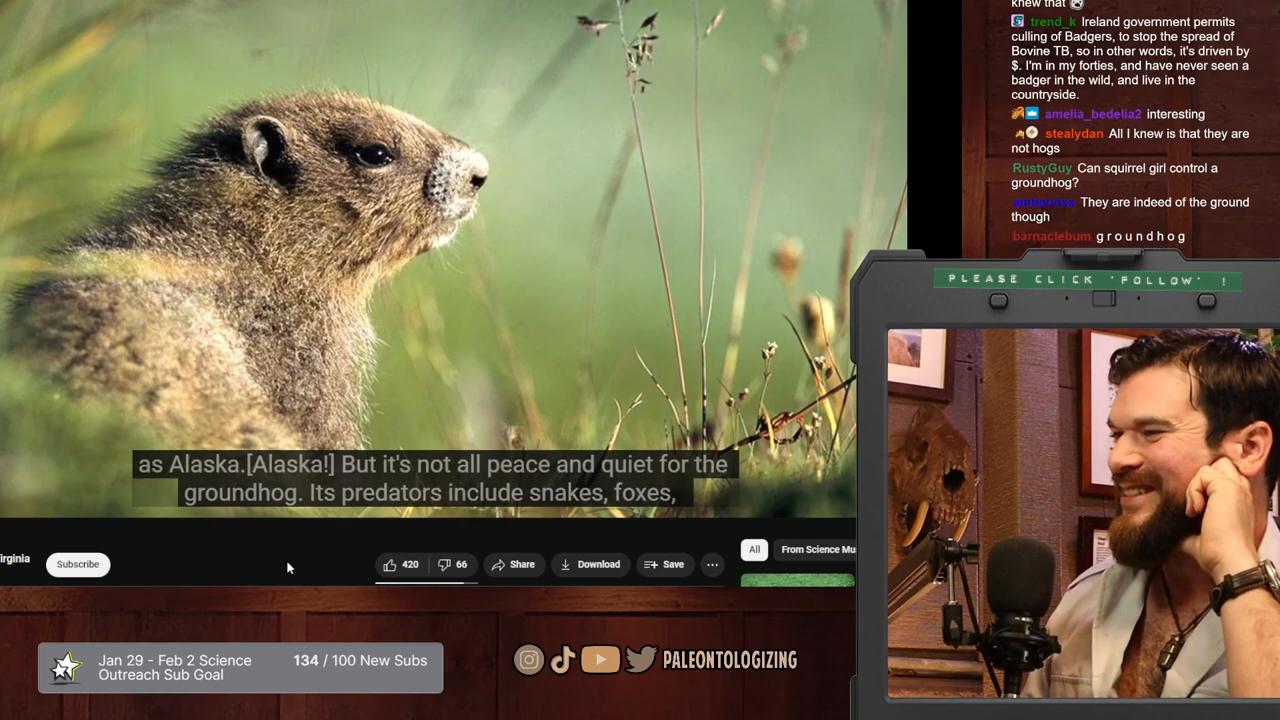 knew that
trend_k Ireland government permits
culling of Badgers, to stop the spread of
Bovine TB, so in other words, it's driven by
$. I'm in my forties, and have never seen a
badger in the wild, and live in the
countryside.
amelia_bedelia2 interesting
stealydan All I knew is that they are
not hogs
RustyGuy Can squirrel girl control a
groundhog?
ambervixx They are indeed of the ground
though
barnaclebum g r o u n d h o g
PLEASE CLICK "FOLLOW" !
as Alaska.[Alaska!] But it's not all peace and quiet for the
groundhog. Its predators include snakes, foxes,
irginia
Subscribe
420
66
Share
Download
Save
All
From Science Mu
Jan 29 - Feb 2 Science
Outreach Sub Goal
134 / 100 New Subs
PALEONTOLOGIZING